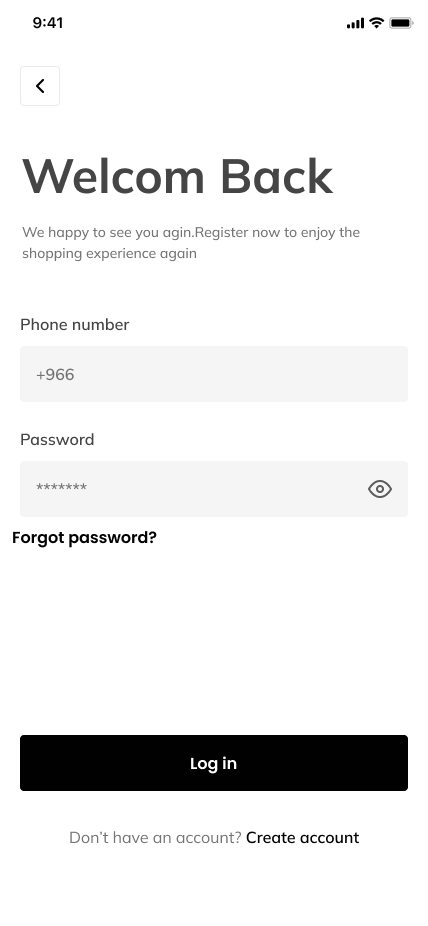 9:41
Welcom Back
We happy to see you agin.Register now to enjoy the
shopping experience again
Phone number
+966
Password
*******
Forgot password?
Log in
Don't have an account? Create account